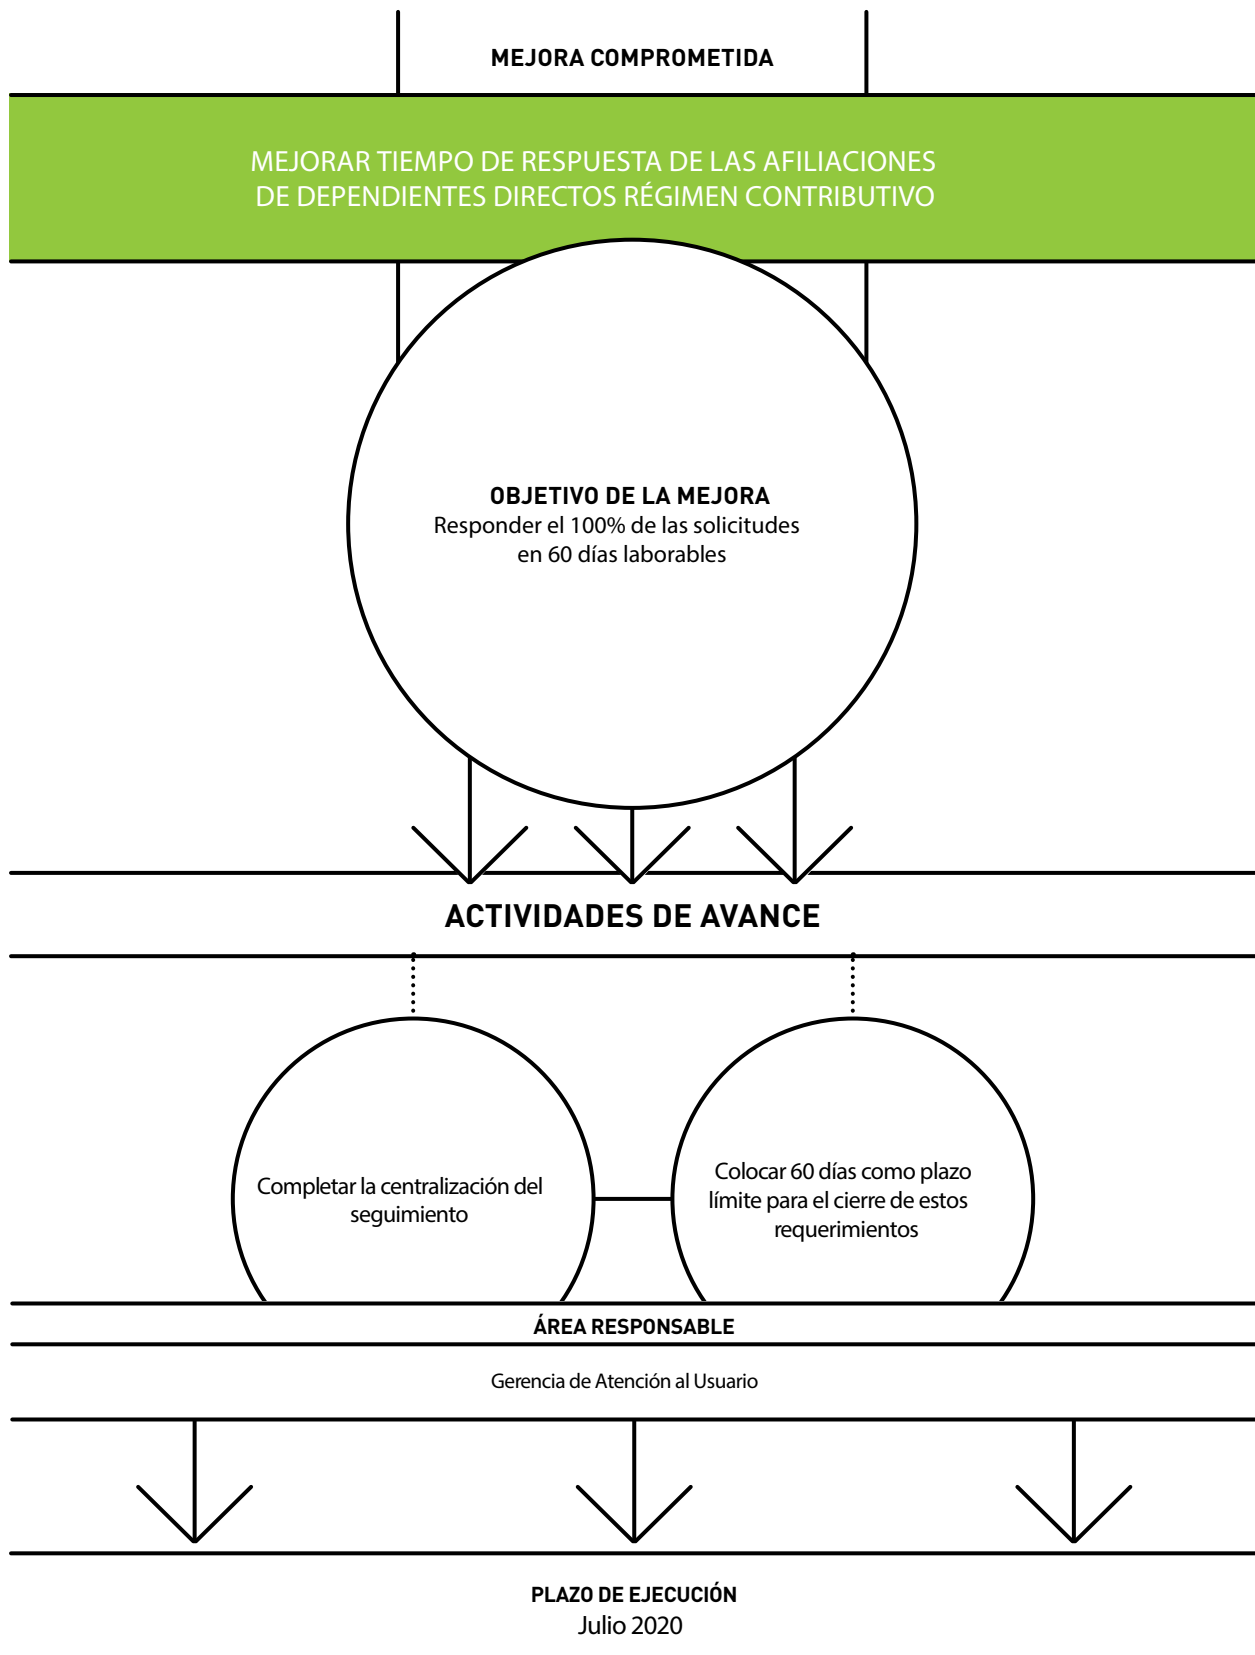 MEJORA COMPROMETIDA
MEJORAR TIEMPO DE RESPUESTA DE LAS AFILIACIONES
DE DEPENDIENTES DIRECTOS RÉGIMEN CONTRIBUTIVO
OBJETIVO DE LA MEJORA
Responder el 100% de las solicitudes
en 60 días laborables
ACTIVIDADES DE AVANCE
Completar la centralización del
seguimiento
Colocar 60 días como plazo
límite para el cierre de estos
requerimientos
ÁREA RESPONSABLE
Gerencia de Atención al Usuario
PLAZO DE EJECUCIÓN
Julio 2020